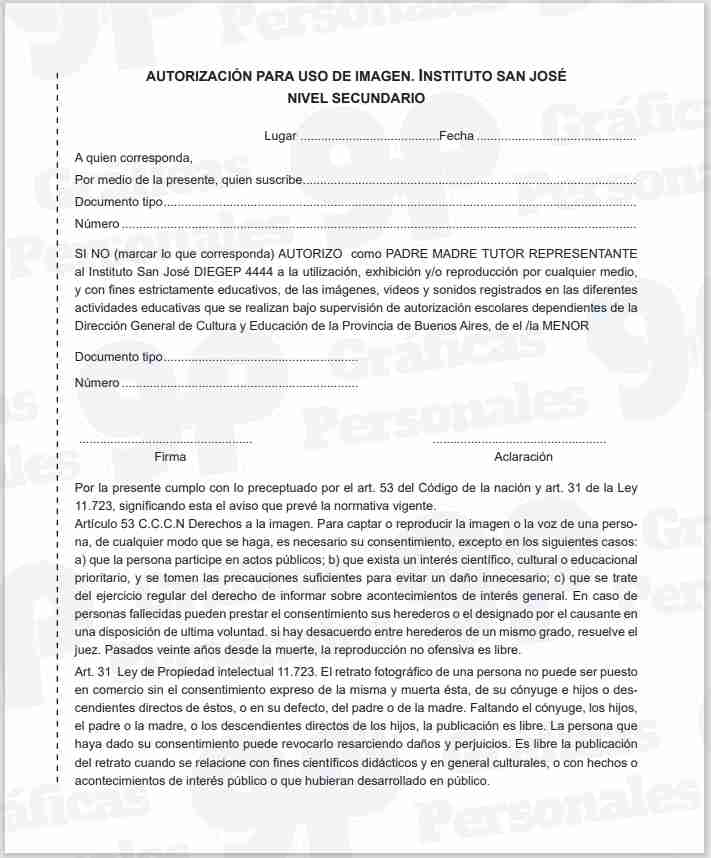 AUTORIZACIÓN PARA USO DE IMAGEN. INSTITUTO SAN JOSÉ
NIVEL SECUNDARIO
Lugar ........................................Fecha ..............................................
A quien corresponda,
Por medio de la presente, quien suscribe................................................................................................
Documento tipo........................................................................................................................................
Número ....................................................................................................................................................
SI NO (marcar lo que corresponda) AUTORIZO como PADRE MADRE TUTOR REPRESENTANTE
al Instituto San José DIEGEP 4444 a la utilización, exhibición y/o reproducción por cualquier medio,
y con fines estrictamente educativos, de las imágenes, videos y sonidos registrados en las diferentes
actividades educativas que se realizan bajo supervisión de autorización escolares dependientes de la
Dirección General de Cultura y Educación de la Provincia de Buenos Aires, de el /la MENOR
Documento tipo........................................................
Número ....................................................................
.................................................. ..................................................
Firma Aclaración
Por la presente cumplo con lo preceptuado por el art. 53 del Código de la nación y art. 31 de la Ley
11.723, significando esta el aviso que prevé la normativa vigente.
Artículo 53 C.C.C.N Derechos a la imagen. Para captar o reproducir la imagen o la voz de una perso-
na, de cualquier modo que se haga, es necesario su consentimiento, excepto en los siguientes casos:
a) que la persona participe en actos públicos; b) que exista un interés científico, cultural o educacional
prioritario, y se tomen las precauciones suficientes para evitar un daño innecesario; c) que se trate
del ejercicio regular del derecho de informar sobre acontecimientos de interés general. En caso de
personas fallecidas pueden prestar el consentimiento sus herederos o el designado por el causante en
una disposición de ultima voluntad. si hay desacuerdo entre herederos de un mismo grado, resuelve el
juez. Pasados veinte años desde la muerte, la reproducción no ofensiva es libre.
Art. 31 Ley de Propiedad intelectual 11.723. El retrato fotográfico de una persona no puede ser puesto
en comercio sin el consentimiento expreso de la misma y muerta ésta, de su cónyuge e hijos o des-
cendientes directos de éstos, o en su defecto, del padre o de la madre. Faltando el cónyuge, los hijos,
el padre o la madre, o los descendientes directos de los hijos, la publicación es libre. La persona que
haya dado su consentimiento puede revocarlo resarciendo daños y perjuicios. Es libre la publicación
del retrato cuando se relacione con fines científicos didácticos y en general culturales, o con hechos o
acontecimientos de interés público o que hubieran desarrollado en público.
gp Gráficas Personales